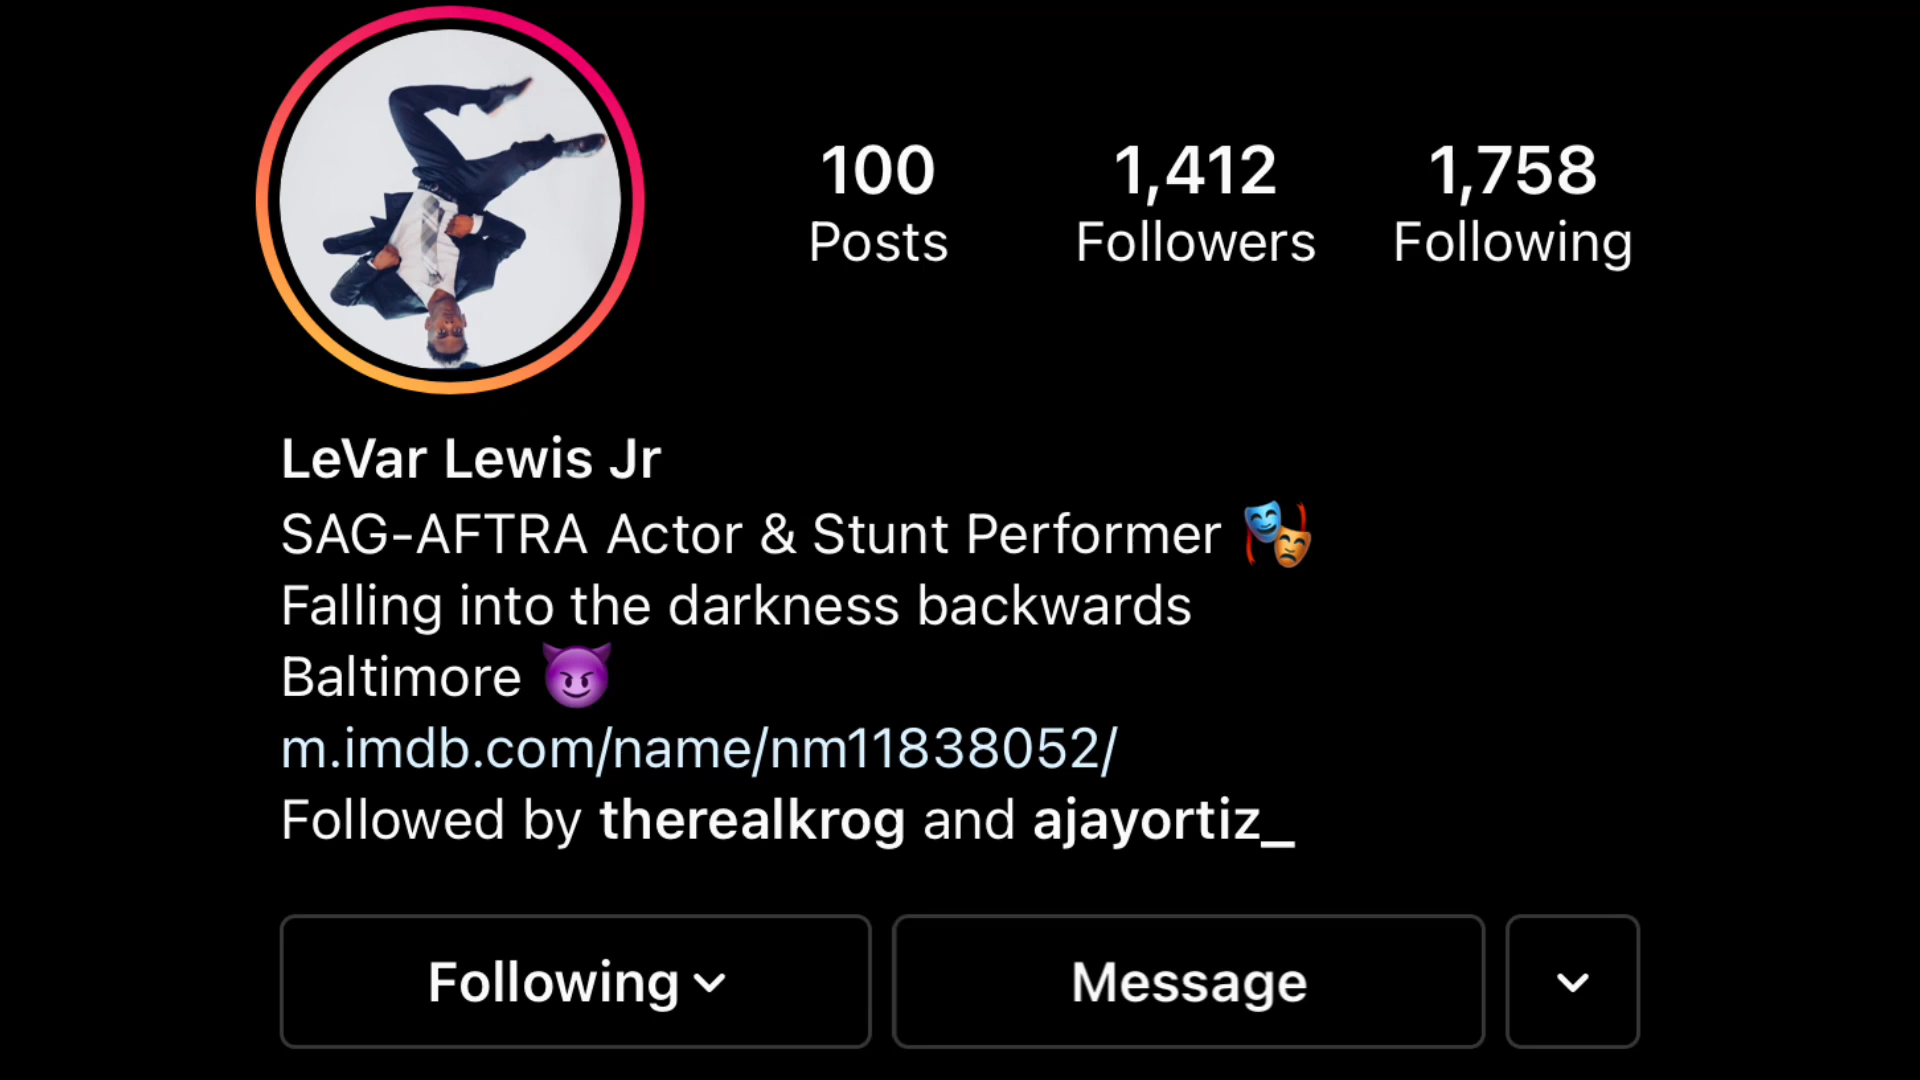 100 1,412 1,758
Posts Followers Following
LeVar Lewis Jr
SAG-AFTRA Actor & Stunt Performer 🎭
Falling into the darkness backwards
Baltimore 😈
m.imdb.com/name/nm11838052/
Followed by therealkrog and ajayortiz_
Following Message